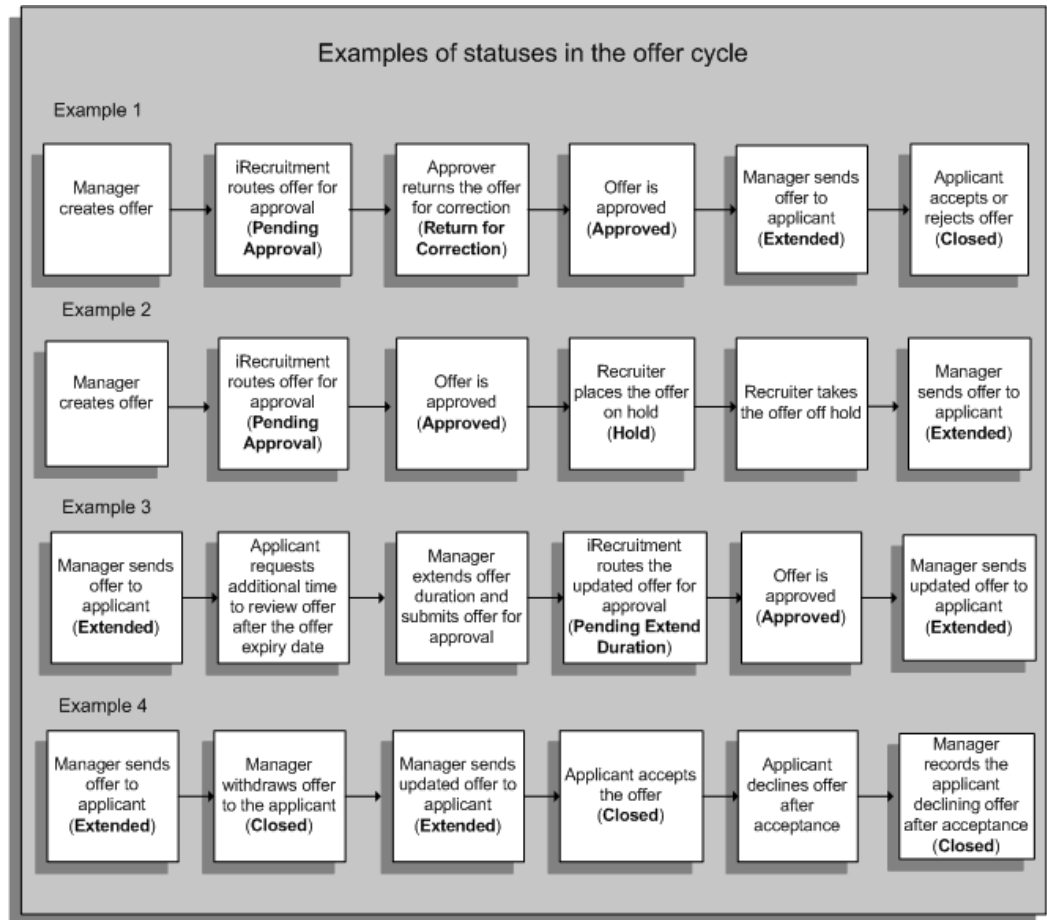 Examples of statuses in the offer cycle
Example 1
Manager
creates offer
iRecruitment
routes offer for
approval
(Pending
Approval)
Approver
returns the offer
for correction
(Return for
Correction)
Offer is
approved
(Approved)
Manager sends
offer to
applicant
(Extended)
Applicant
accepts or
rejects offer
(Closed)
Example 2
Manager
creates offer
iRecruitment
routes offer for
approval
(Pending
Approval)
Offer is
approved
(Approved)
Recruiter
places the offer
on hold
(Hold)
Recruiter takes
the offer off hold
Manager
sends offer to
applicant
(Extended)
Example 3
Manager sends
offer to
applicant
(Extended)
Applicant
requests
additional time
to review offer
after the offer
expiry date
Manager
extends offer
duration and
submits offer for
approval
iRecruitment
routes the
updated offer for
approval
(Pending Extend
Duration)
Offer is
approved
(Approved)
Manager sends
updated offer to
applicant
(Extended)
Example 4
Manager sends
offer to
applicant
(Extended)
Manager
withdraws offer
to the applicant
(Closed)
Manager sends
updated offer to
applicant
(Extended)
Applicant accepts
the offer
(Closed)
Applicant
declines offer
after
acceptance
Manager
records the
applicant
declining offer
after acceptance
(Closed)